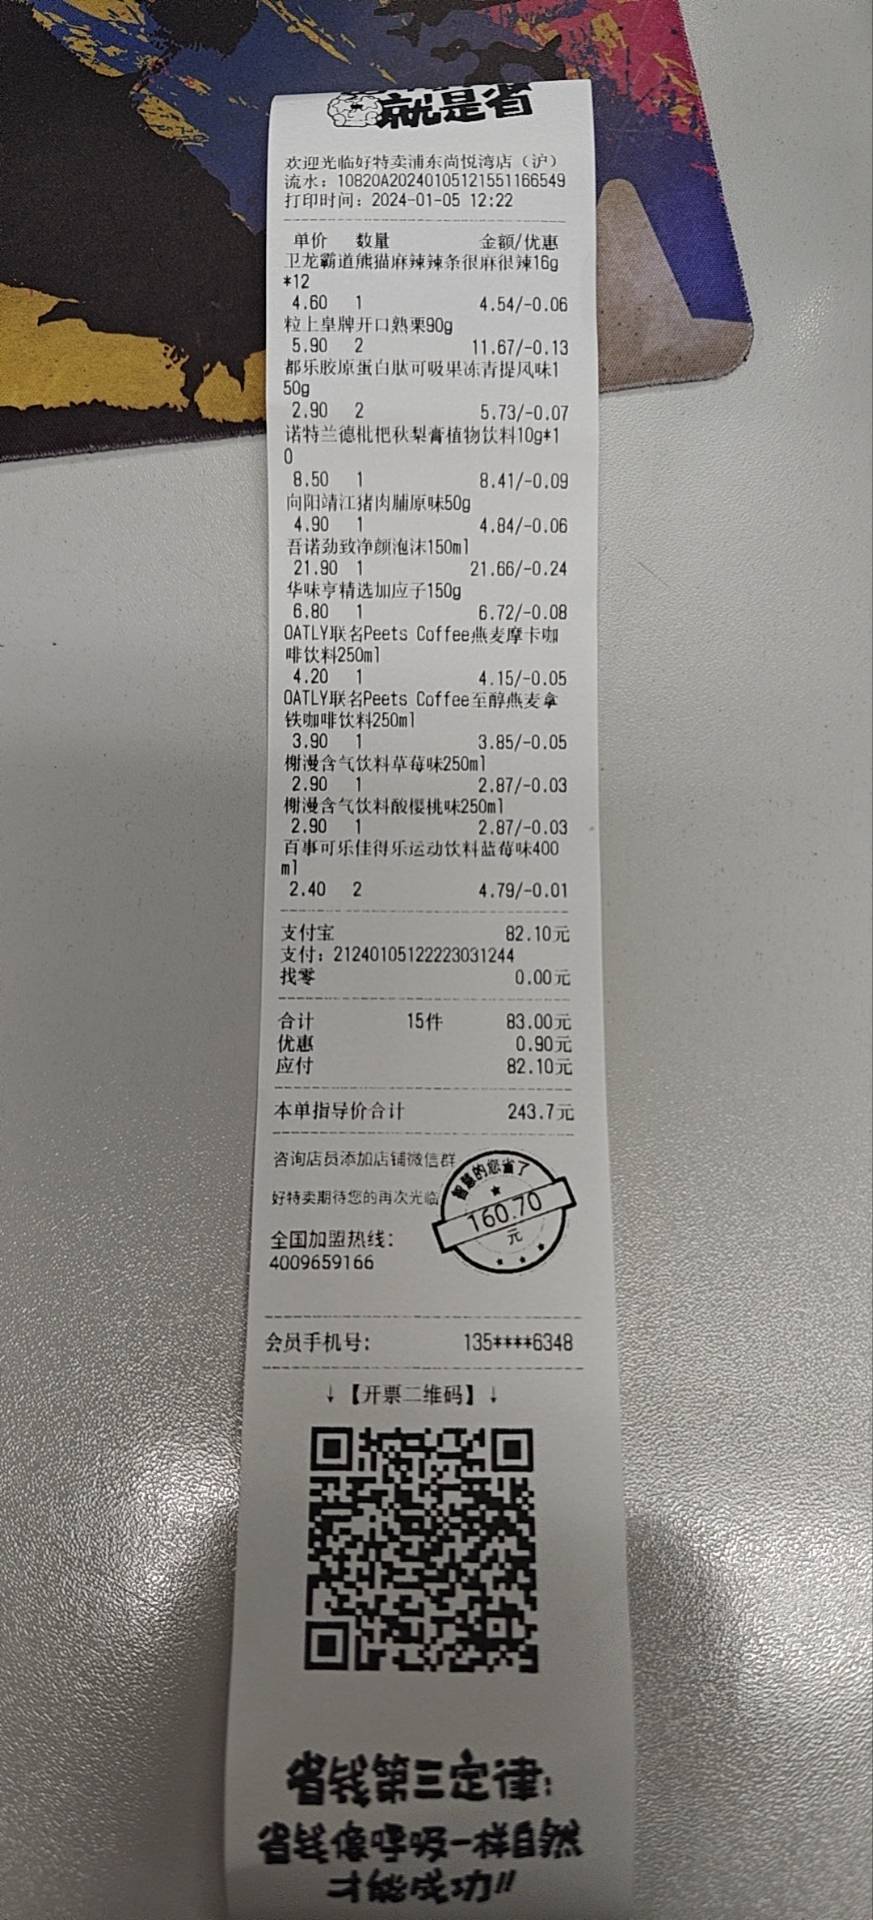 就是省
欢迎光临好特卖浦东尚悦湾店（沪）
流水：10820A20240105121551166549
打印时间：2024-01-05 12:22
单价 数量 金额/优惠
卫龙霸道熊猫麻辣辣条很麻很辣16g
*12
4.60 1 4.54/-0.06
粒上皇牌开口熟栗90g
5.90 2 11.67/-0.13
都乐胶原蛋白肽可吸果冻青提风味1
50g
2.90 2 5.73/-0.07
诺特兰德枇杷秋梨膏植物饮料10g*1
0
8.50 1 8.41/-0.09
向阳靖江猪肉脯原味50g
4.90 1 4.84/-0.06
吾诺劲致净颜泡沫150ml
21.90 1 21.66/-0.24
华味亨精选加应子150g
6.80 1 6.72/-0.08
OATLY联名Peets Coffee燕麦摩卡咖
啡饮料250ml
4.20 1 4.15/-0.05
OATLY联名Peets Coffee至醇燕麦拿
铁咖啡饮料250ml
3.90 1 3.85/-0.05
榭漫含气饮料草莓味250ml
2.90 1 2.87/-0.03
榭漫含气饮料酸樱桃味250ml
2.90 1 2.87/-0.03
百事可乐佳得乐运动饮料蓝莓味400
ml
2.40 2 4.79/-0.01
支付宝 82.10元
支付：21240105122223031244
找零 0.00元
合计 15件 83.00元
优惠 0.90元
应付 82.10元
本单指导价合计 243.7元
咨询店员添加店铺微信群
好特卖期待您的再次光临
智慧的您省了
160.70
元
全国加盟热线：
4009659166
会员手机号： 135****6348
↓【开票二维码】↓
省钱第三定律：
省钱像呼吸一样自然
才能成功!!